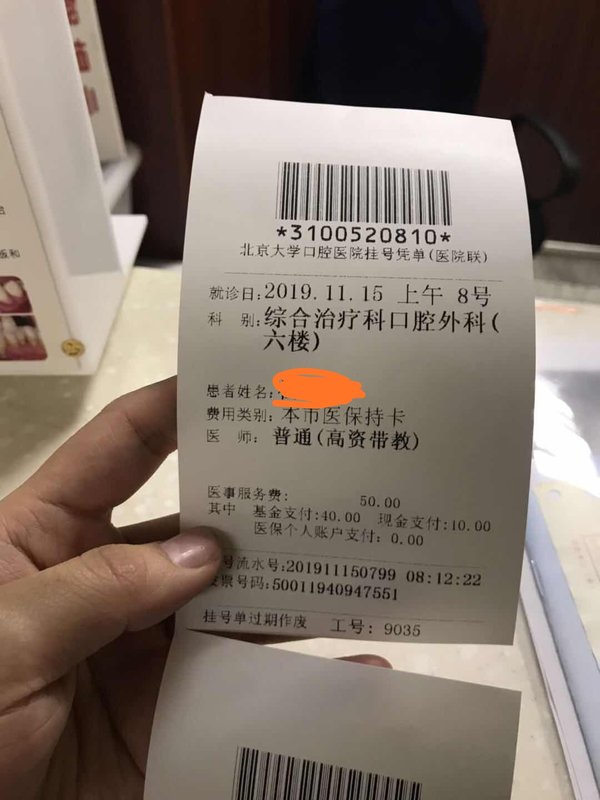 *3100520810*
北京大学口腔医院挂号凭单(医院联)
就诊日:2019.11.15 上午 8号
科 别:综合治疗科口腔外科(
六楼)
患者姓名:
费用类别:本市医保持卡
医 师: 普通(高资带教)
医事服务费: 50.00
其中 基金支付:40.00 现金支付:10.00
医保个人账户支付: 0.00
号流水号:201911150799 08:12:22
票号码:50011940947551
挂号单过期作废 工号: 9035